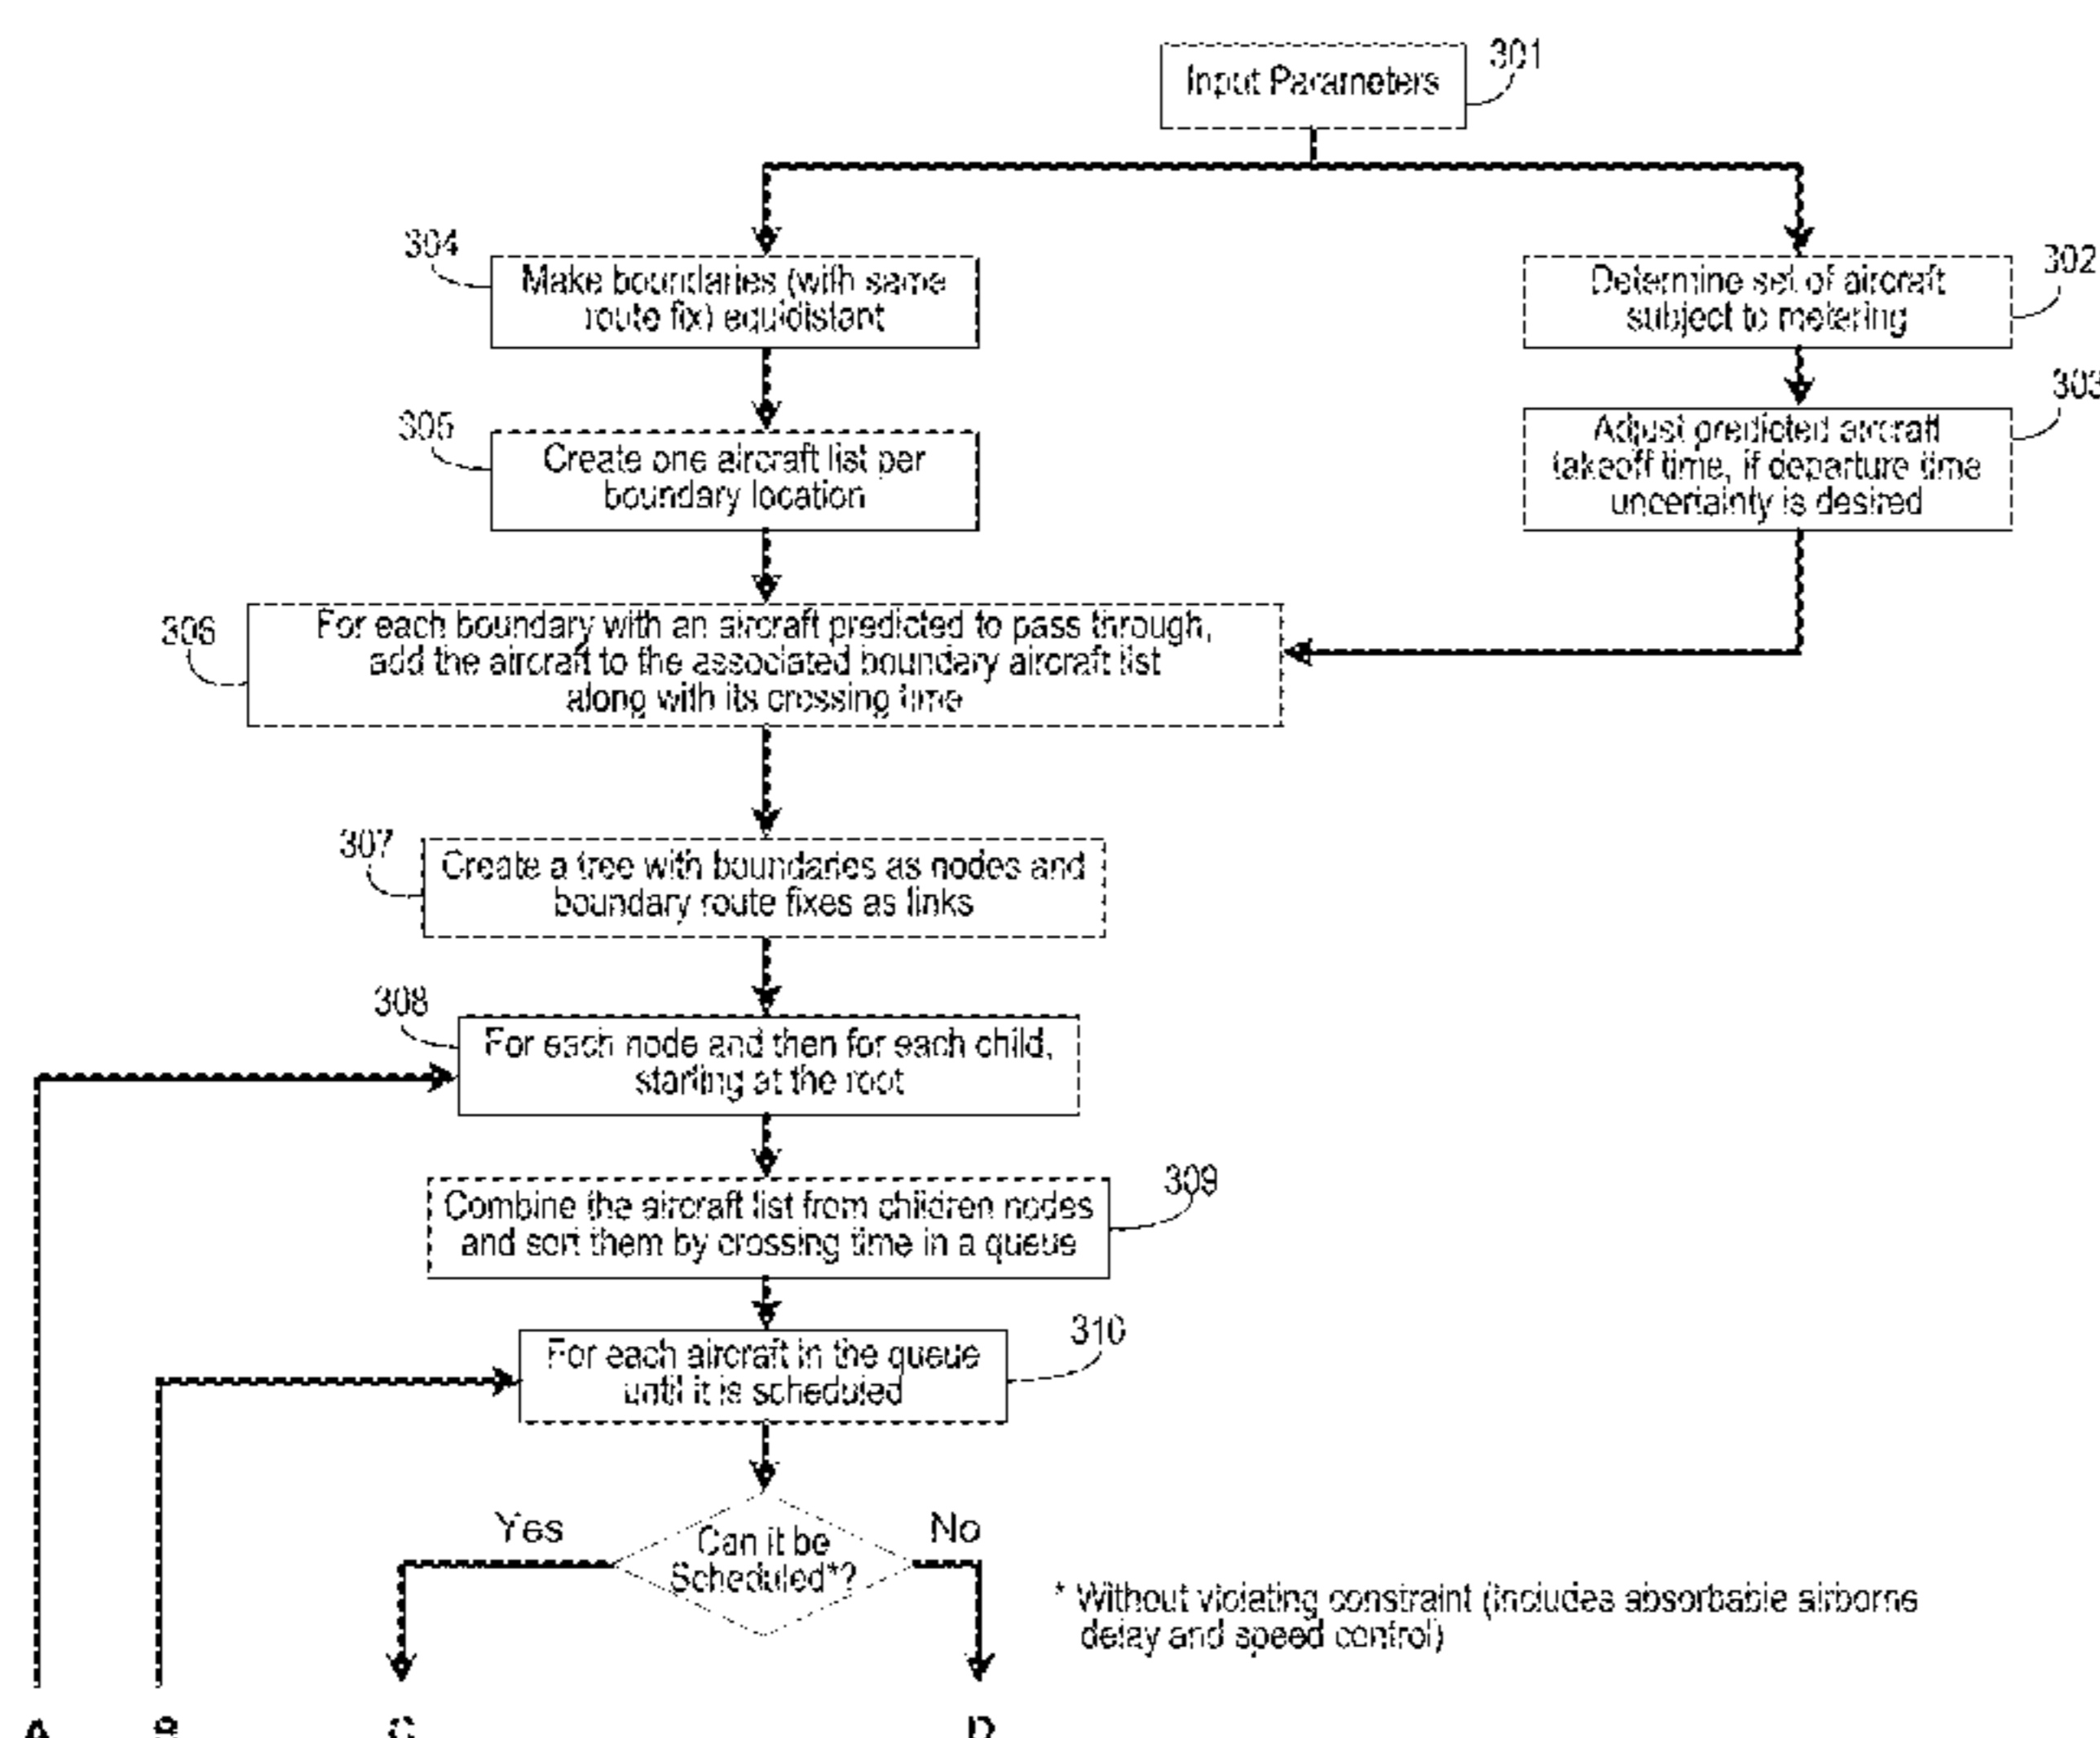 Input Parameters
301
304
Make boundaries (with same
route fix) equidistant
302
Determine set of aircraft
subject to metering
305
Create one aircraft list per
boundary location
303
Adjust predicted aircraft
takeoff time, if departure time
uncertainty is desired
306
For each boundary with an aircraft predicted to pass through,
add the aircraft to the associated boundary aircraft list
along with its crossing time
307
Create a tree with boundaries as nodes and
boundary route fixes as links
308
For each node and then for each child,
starting at the root
309
Combine the aircraft list from children nodes
and sort them by crossing time in a queue
310
For each aircraft in the queue
until it is scheduled
Yes
Can it be
Scheduled*?
No
* Without violating constraint (includes absorbable airborne
delay and speed control)
A
B
C
D